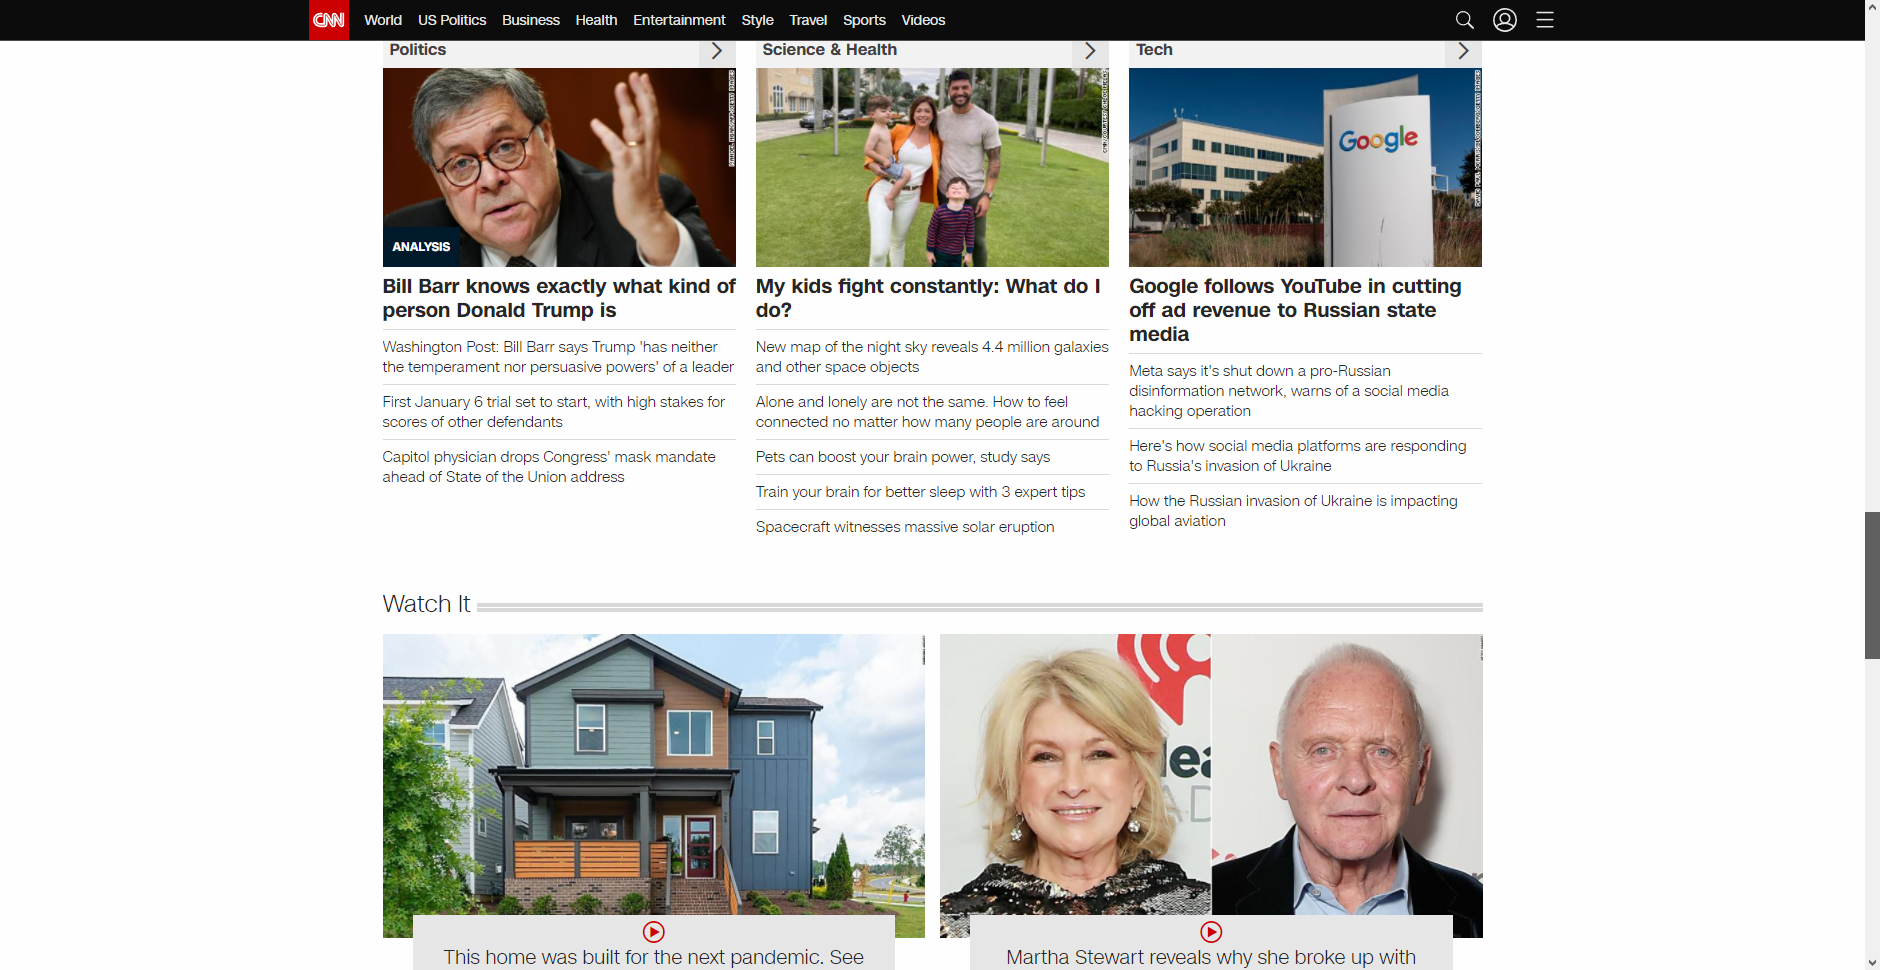 CNN World US Politics Business Health Entertainment Style Travel Sports Videos
Politics
ANALYSIS
Bill Barr knows exactly what kind of
person Donald Trump is
Washington Post: Bill Barr says Trump 'has neither
the temperament nor persuasive powers' of a leader
First January 6 trial set to start, with high stakes for
scores of other defendants
Capitol physician drops Congress' mask mandate
ahead of State of the Union address
Science & Health
My kids fight constantly: What do I
do?
New map of the night sky reveals 4.4 million galaxies
and other space objects
Alone and lonely are not the same. How to feel
connected no matter how many people are around
Pets can boost your brain power, study says
Train your brain for better sleep with 3 expert tips
Spacecraft witnesses massive solar eruption
Tech
Google
Google follows YouTube in cutting
off ad revenue to Russian state
media
Meta says it's shut down a pro-Russian
disinformation network, warns of a social media
hacking operation
Here's how social media platforms are responding
to Russia's invasion of Ukraine
How the Russian invasion of Ukraine is impacting
global aviation
Watch It
This home was built for the next pandemic. See
Martha Stewart reveals why she broke up with